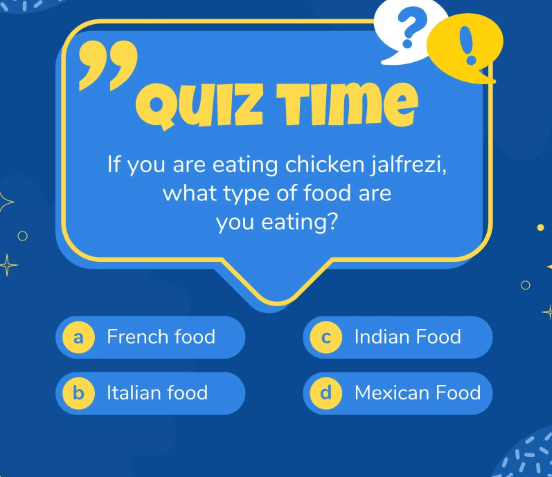 ”
QUIZ TIME
If you are eating chicken jalfrezi,
what type of food are
you eating?
?
!
a French food
b Italian food
c Indian Food
d Mexican Food